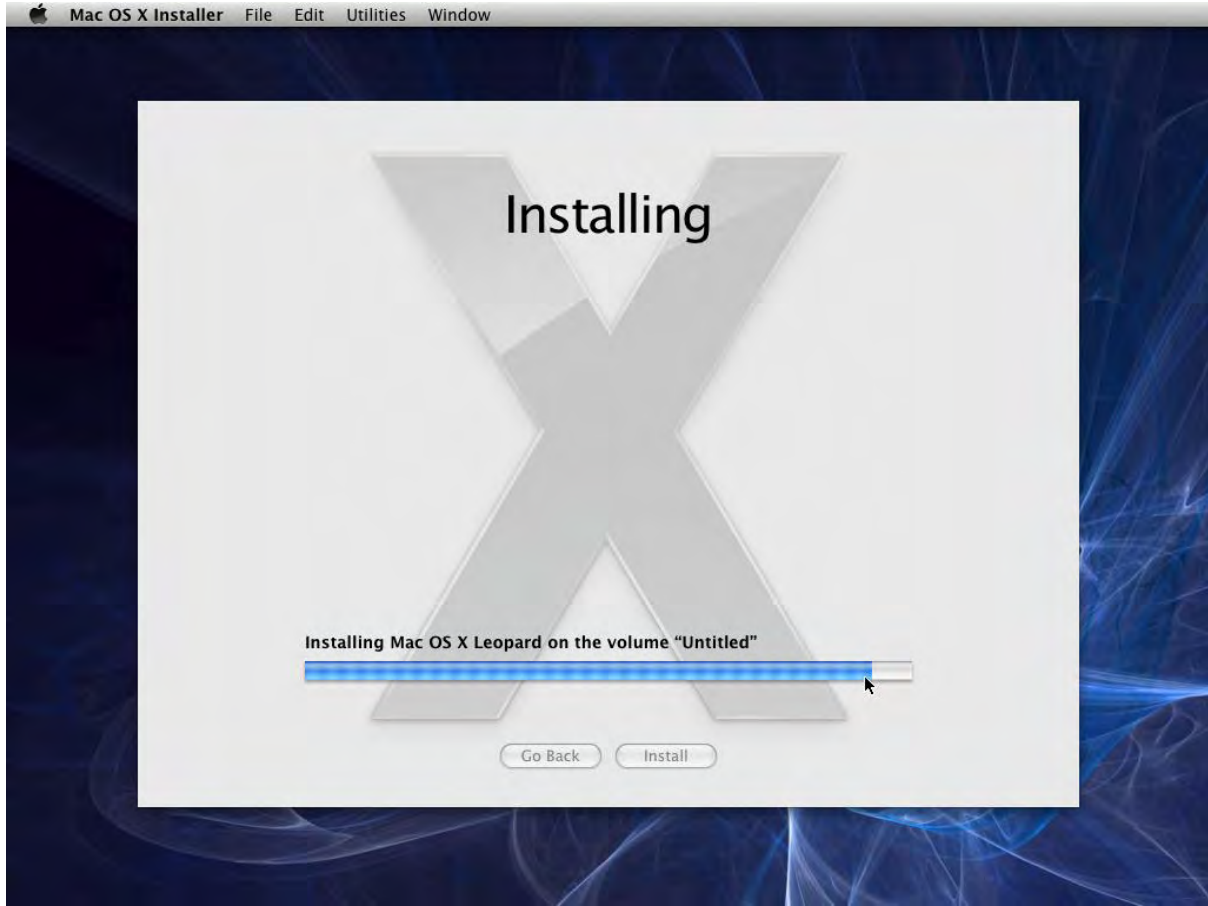 Mac OS X Installer File Edit Utilities Window
Installing
Installing Mac OS X Leopard on the volume “Untitled”
Go Back Install